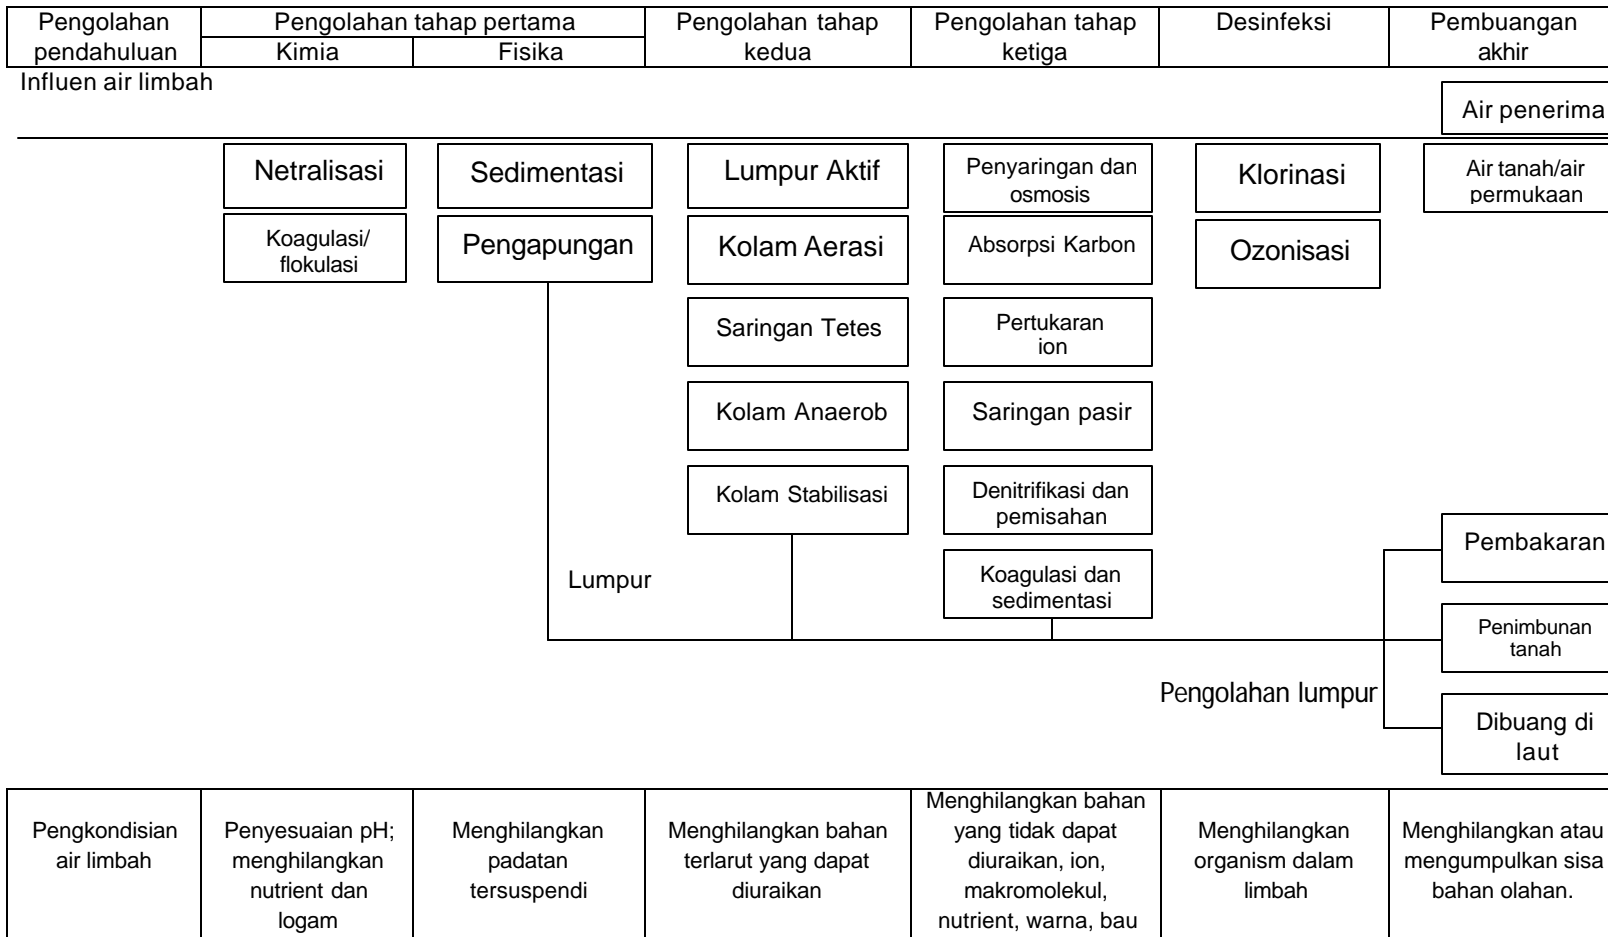 Pengolahan
pendahuluan
Pengolahan tahap pertama
Kimia
Fisika
Pengolahan tahap
kedua
Pengolahan tahap
ketiga
Desinfeksi
Pembuangan
akhir
Influen air limbah
Air penerima
Netralisasi
Koagulasi/
flokulasi
Sedimentasi
Pengapungan
Lumpur Aktif
Kolam Aerasi
Saringan Tetes
Kolam Anaerob
Kolam Stabilisasi
Penyaringan dan
osmosis
Absorpsi Karbon
Pertukaran
ion
Saringan pasir
Denitrifikasi dan
pemisahan
Koagulasi dan
sedimentasi
Klorinasi
Ozonisasi
Air tanah/air
permukaan
Lumpur
Pengolahan lumpur
Pembakaran
Penimbunan
tanah
Dibuang di
laut
Pengkondisian
air limbah
Penyesuaian pH;
menghilangkan
nutrient dan
logam
Menghilangkan
padatan
tersuspendi
Menghilangkan bahan
terlarut yang dapat
diuraikan
Menghilangkan bahan
yang tidak dapat
diuraikan, ion,
makromolekul,
nutrient, warna, bau
Menghilangkan
organism dalam
limbah
Menghilangkan atau
mengumpulkan sisa
bahan olahan.